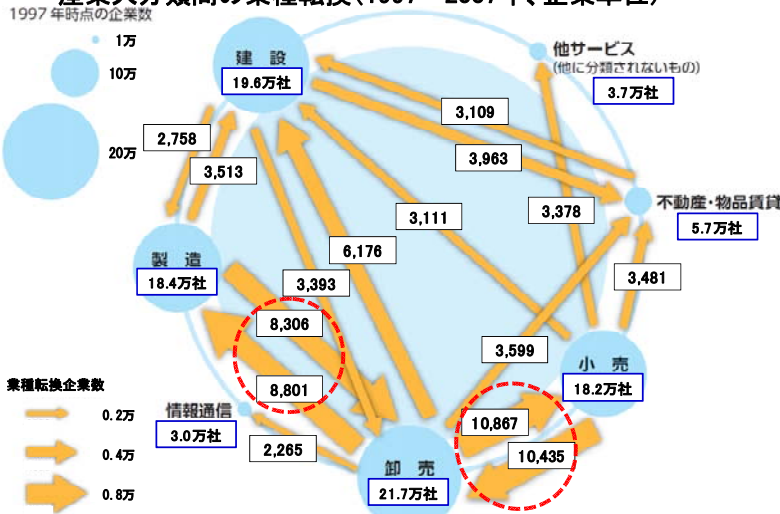 1997年時点の企業数
1万
10万
20万
建 設
19.6万社
他サービス
(他に分類されないもの)
3.7万社
2,758
3,513
3,109
3,963
3,111
3,378
不動産・物品賃貸
5.7万社
製 造
18.4万社
6,176
3,393
3,481
8,306
8,801
3,599
小 売
18.2万社
業種転換企業数
0.2万
0.4万
0.8万
情報通信
3.0万社
2,265
10,867
10,435
卸 売
21.7万社